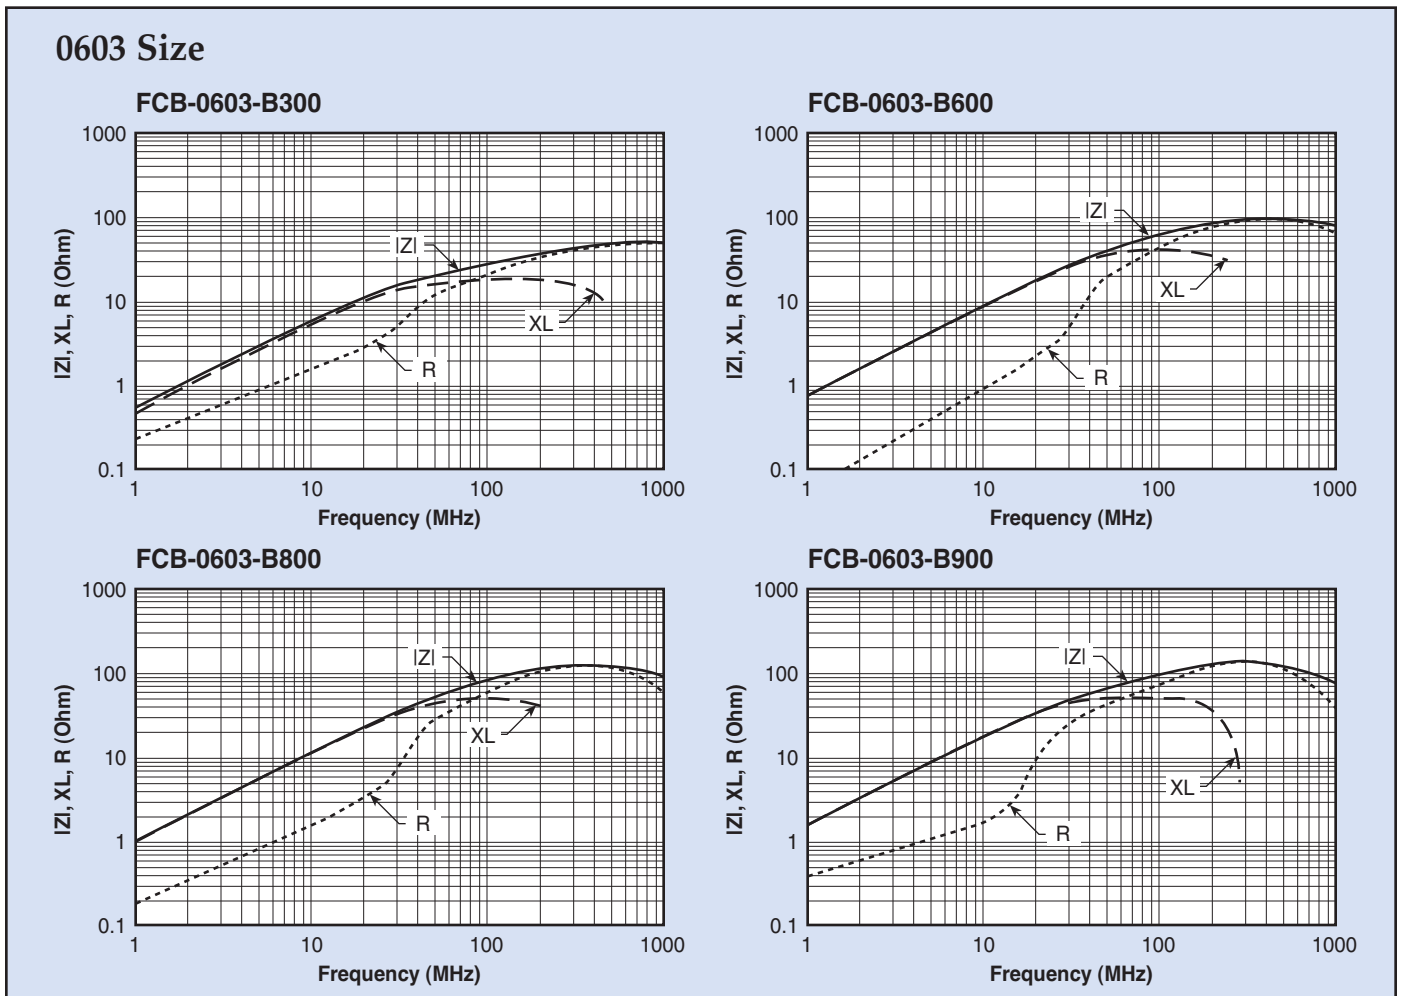 0603 Size
FCB-0603-B300
1000
100
10
1
0.1
|Z|, XL, R (Ohm)
|Z|
XL
R
1 10 100 1000
Frequency (MHz)
FCB-0603-B600
1000
100
10
1
0.1
|Z|, XL, R (Ohm)
|Z|
XL
R
1 10 100 1000
Frequency (MHz)
FCB-0603-B800
1000
100
10
1
0.1
|Z|, XL, R (Ohm)
|Z|
XL
R
1 10 100 1000
Frequency (MHz)
FCB-0603-B900
1000
100
10
1
0.1
|Z|, XL, R (Ohm)
|Z|
XL
R
1 10 100 1000
Frequency (MHz)